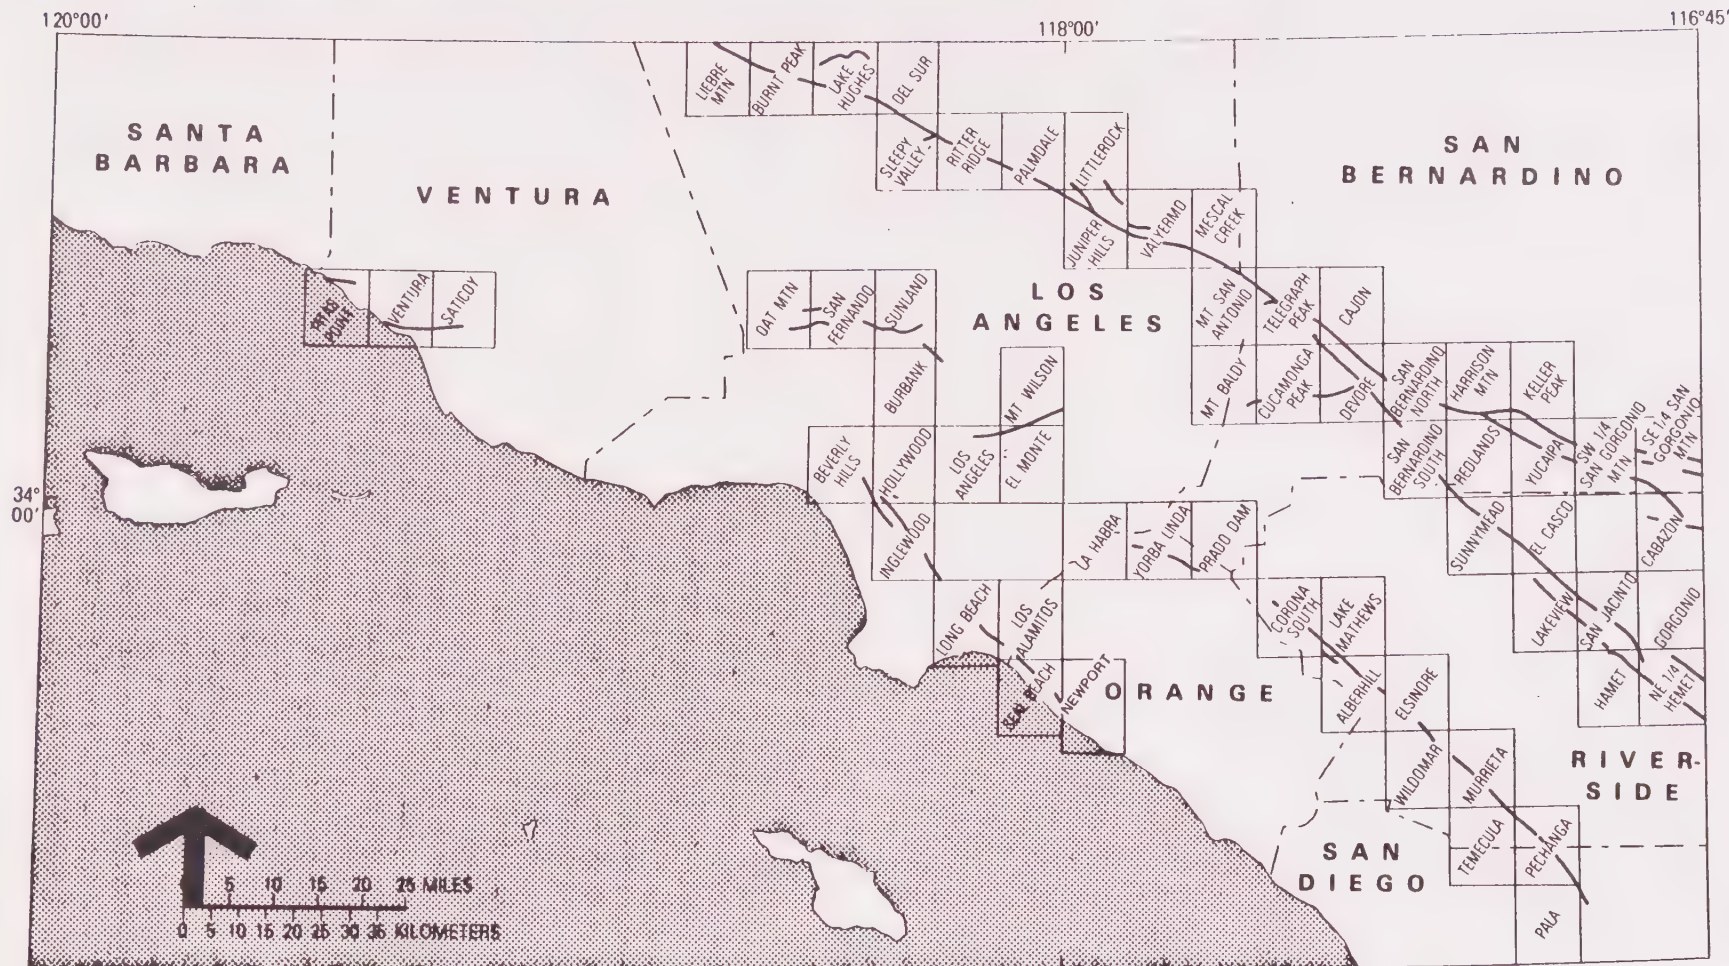 120°00'
118°00'
116°45'
SANTA
BARBARA
VENTURA
LIEBRE
MTN
BURNT PEAK
LAKE
HUGHES
DEL SUR
SLEEPY
VALLEY
RITTER
RIDGE
PALMDALE
LITTLEROCK
SAN
BERNARDINO
JUNIPER
HILLS
VALYERMO
MESCAL
CREEK
PITAS
POINT
VENTURA
SATICOY
OAT MTN
SAN
FERNANDO
SUNLAND
LOS
ANGELES
MT SAN
ANTONIO
TELEGRAPH
PEAK
CAJON
BURBANK
MT WILSON
MT BALDY
CUCAMONGA
PEAK
DEVORE
SAN
BERNARDINO
NORTH
HARRISON
MTN
KELLER
PEAK
BEVERLY
HILLS
HOLLYWOOD
LOS
ANGELES
EL MONTE
SAN
BERNARDINO
SOUTH
REDLANDS
YUCAIPA
SW 1/4
SAN GORGONIO
MTN
SE 1/4 SAN
GORGONIO
MTN
34°
00'
INGLEWOOD
LA HABRA
YORBA LINDA
PRADO DAM
SUNNYMEAD
EL CASCO
CABAZON
LONG BEACH
LOS
ALAMITOS
CORONA
SOUTH
LAKE
MATHEWS
LAKEVIEW
SAN JACINTO
GORGONIO
SEAL BEACH
NEWPORT
ORANGE
ALBERHILL
ELSINORE
HAMET
NE 1/4
HEMET
WILDOMAR
MURRIETA
RIVER-
SIDE
TEMECULA
PECHANGA
SAN
DIEGO
PALA
5 10 15 20 25 MILES
0 5 10 15 20 25 30 35 KILOMETERS